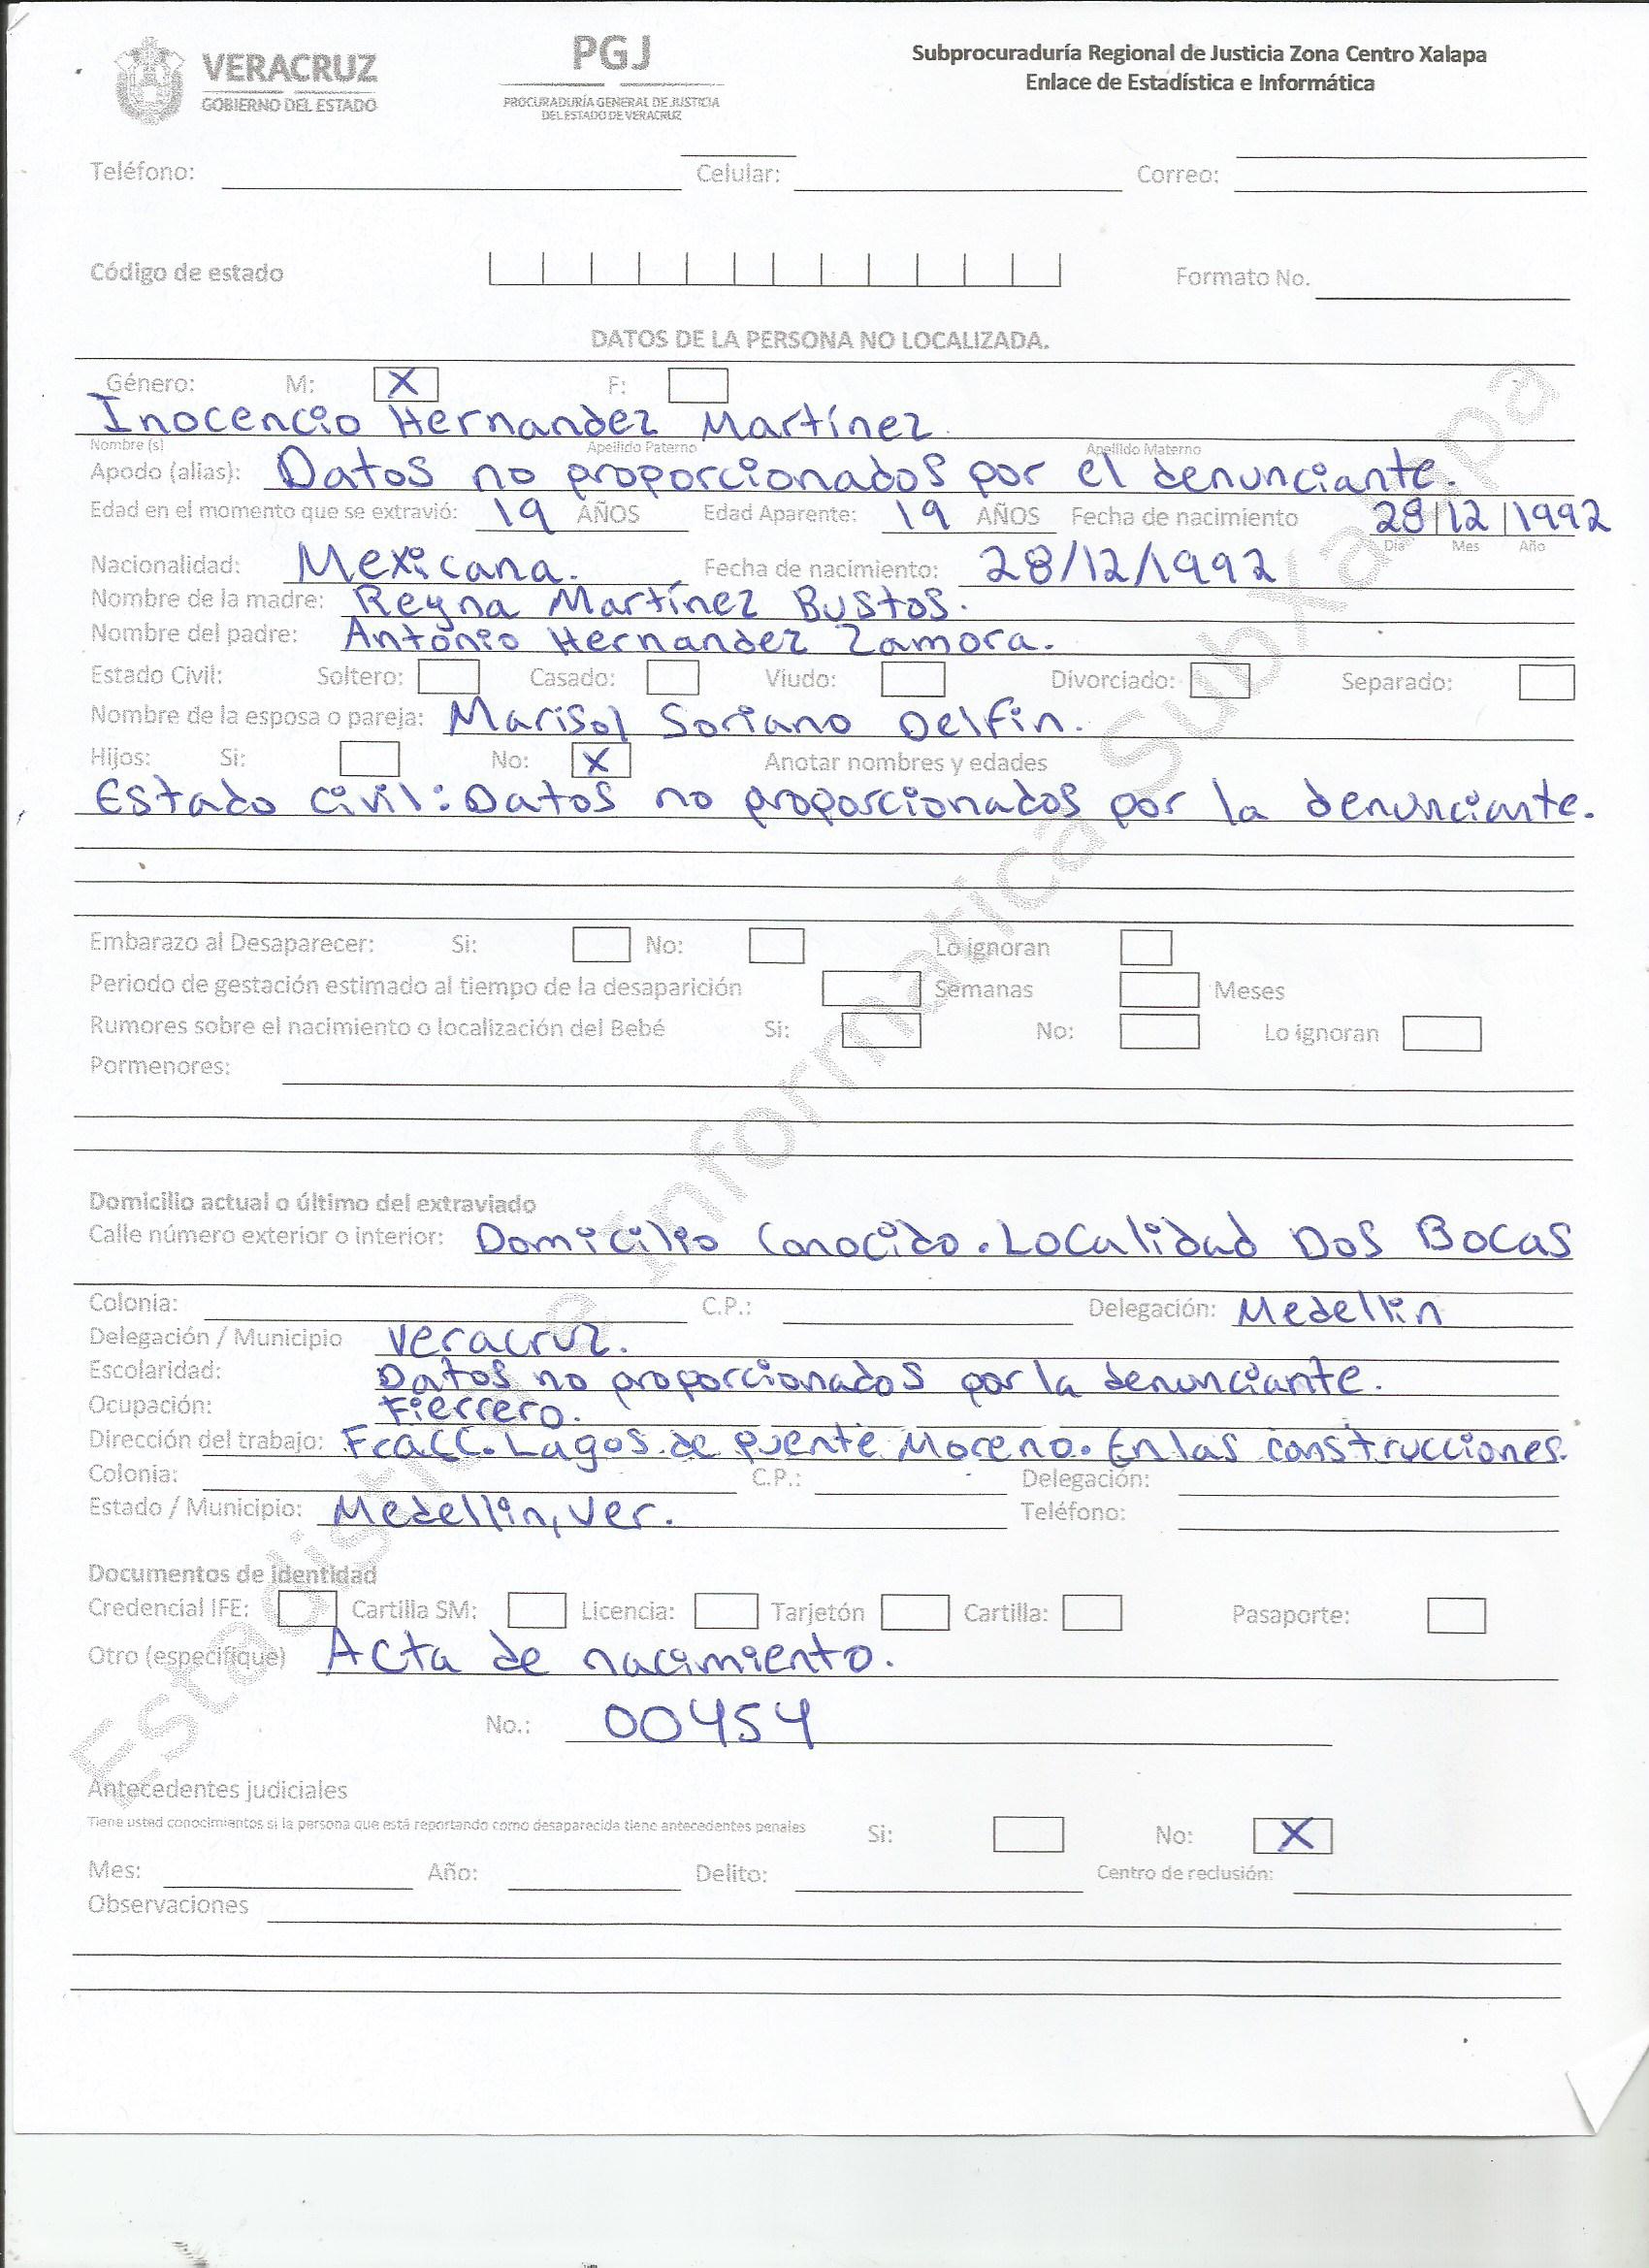 VERACRUZ
GOBIERNO DEL ESTADO
PGJ
PROCURADURÍA GENERAL DE JUSTICIA
DEL ESTADO DE VERACRUZ
Subprocuraduría Regional de Justicia Zona Centro Xalapa
Enlace de Estadística e Informática
Teléfono: Celular: Correo:
Código de estado Formato No.
DATOS DE LA PERSONA NO LOCALIZADA.
Género: M: X F:
Inocencio Hernandez Martínez
Nombre (s) Apellido Paterno Apellido Materno
Apodo (alias): Datos no proporcionados por el denunciante.
Edad en el momento que se extravió: 19 AÑOS Edad Aparente: 19 AÑOS Fecha de nacimiento 28/12/1992
Día Mes Año
Nacionalidad: Mexicana. Fecha de nacimiento: 28/12/1992
Nombre de la madre: Reyna Martínez Bustos.
Nombre del padre: Antonio Hernandez Zamora.
Estado Civil: Soltero: Casado: Viudo: Divorciado: Separado:
Nombre de la esposa o pareja: Marisol Soriano Delfin.
Hijos: Si: No: X Anotar nombres y edades
Estado civil: Datos no proporcionados por la denunciante.
Embarazo al Desaparecer: Si: No: Lo ignoran
Periodo de gestación estimado al tiempo de la desaparición Semanas Meses
Rumores sobre el nacimiento o localización del Bebé Si: No: Lo ignoran
Pormenores:
Domicilio actual o último del extraviado
Calle número exterior o interior: Domicilio Conocido. Localidad Dos Bocas
Colonia: C.P.: Delegación: Medellin
Delegación / Municipio Veracruz.
Escolaridad: Datos no proporcionados por la denunciante.
Ocupación: Fierrero.
Dirección del trabajo: Fracc. Lagos de puente Moreno. En las construcciones.
Colonia: C.P.: Delegación:
Estado / Municipio: Medellin, Ver. Teléfono:
Documentos de identidad
Credencial IFE: Cartilla SM: Licencia: Tarjetón Cartilla: Pasaporte:
Otro (especifique) Acta de nacimiento.
No.: 00454
Antecedentes judiciales
Tiene usted conocimientos si la persona que está reportando como desaparecida tiene antecedentes penales Si: No: X
Mes: Año: Delito: Centro de reclusión:
Observaciones
Estadística e Informática SubXalapa